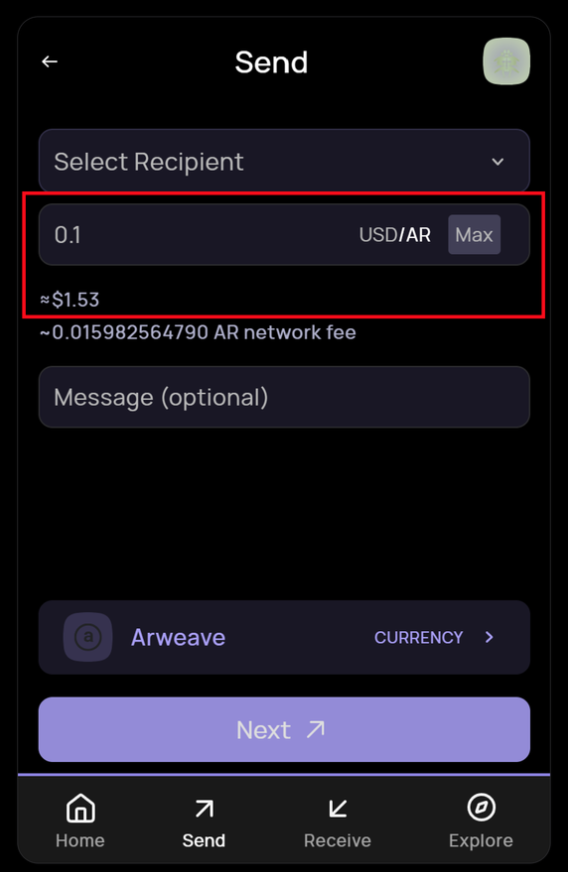 Send
Select Recipient
0.1 USD/AR Max
≈$1.53
~0.015982564790 AR network fee
Message (optional)
a Arweave CURRENCY
Next
Home Send Receive Explore